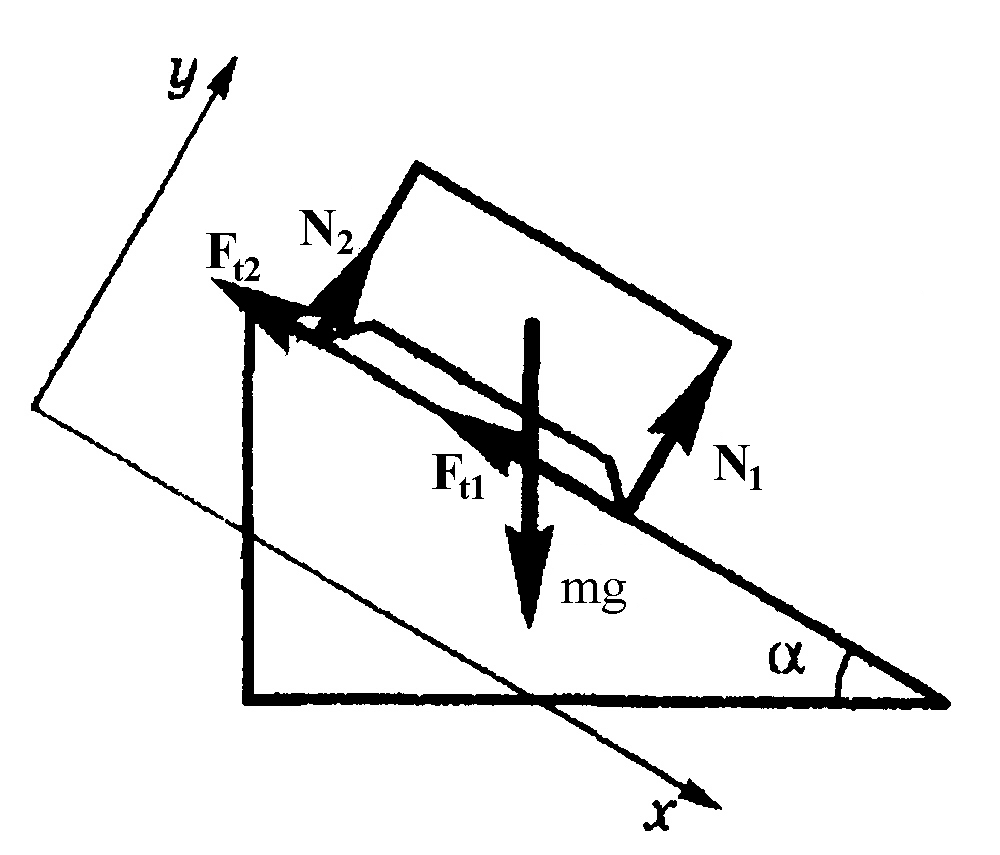 y
N₂
Fₜ₂
Fₜ₁
N₁
mg
α
x